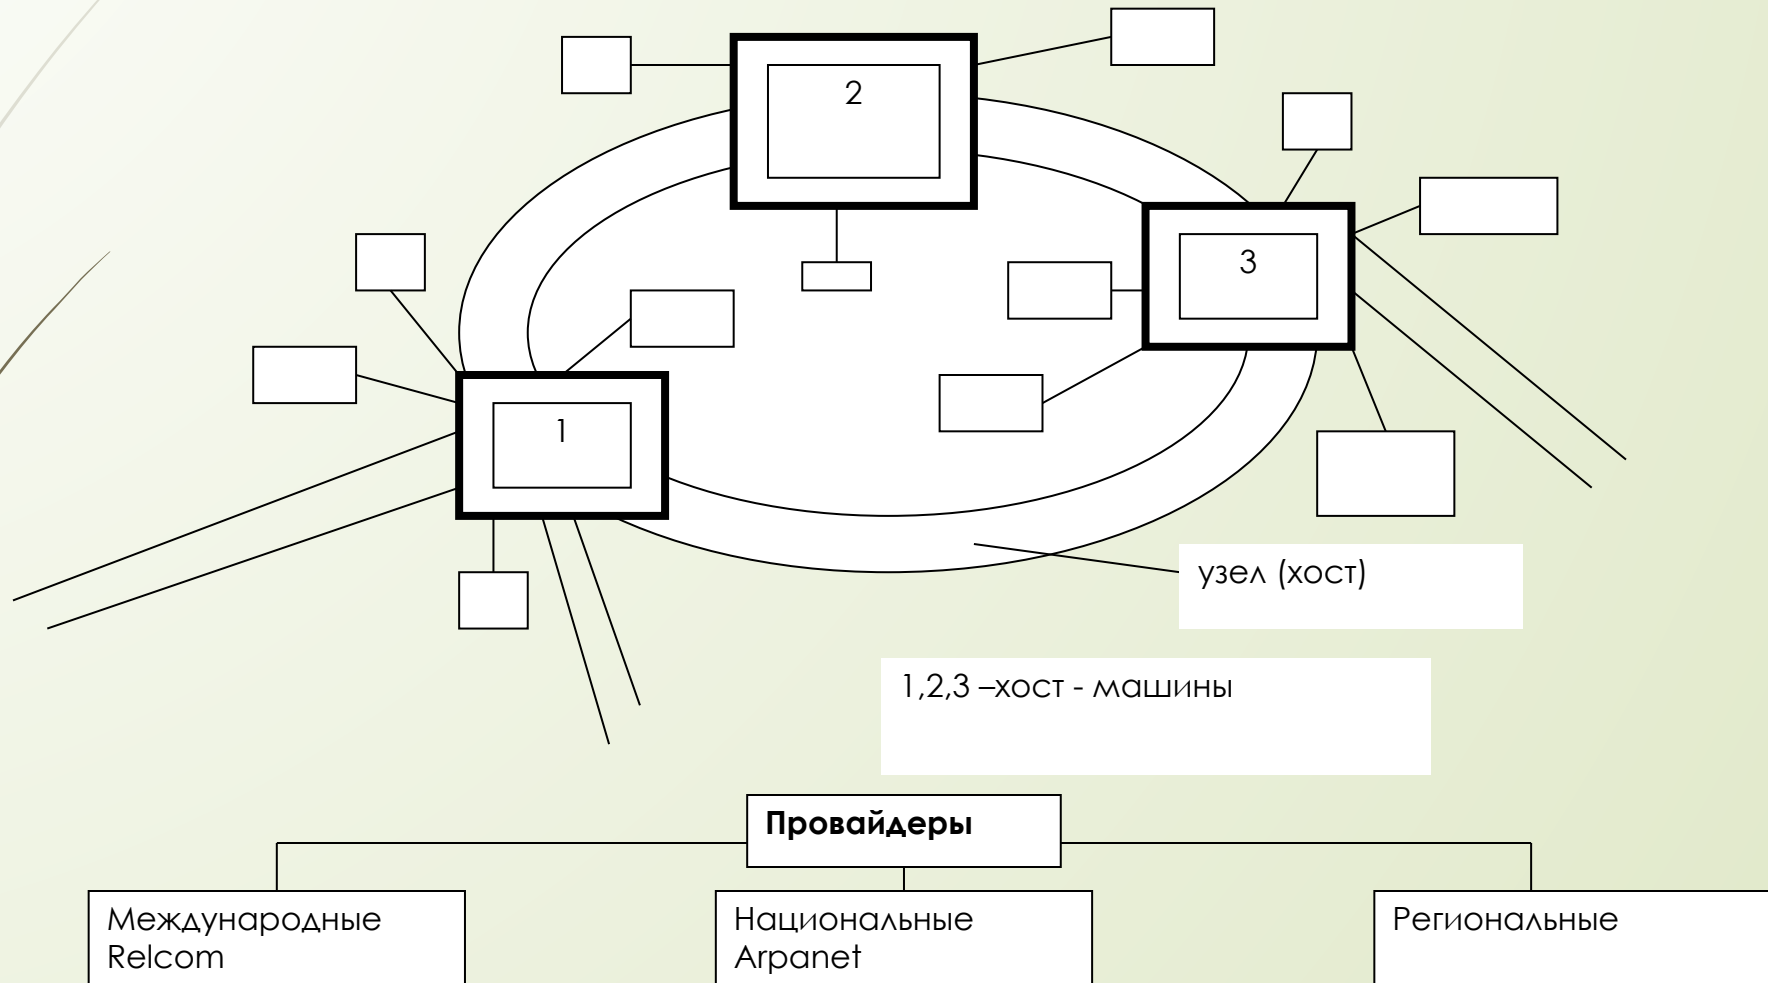 2
3
1
узел (хост)
1,2,3 –хост - машины
Провайдеры
Международные
Relcom
Национальные
Arpanet
Региональные